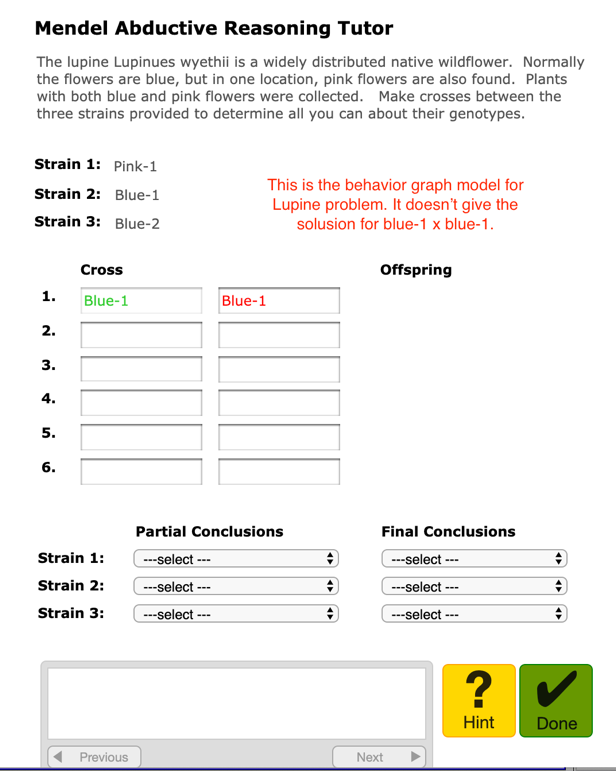 Mendel Abductive Reasoning Tutor
The lupine Lupinues wyethii is a widely distributed native wildflower. Normally
the flowers are blue, but in one location, pink flowers are also found. Plants
with both blue and pink flowers were collected. Make crosses between the
three strains provided to determine all you can about their genotypes.
Strain 1: Pink-1
Strain 2: Blue-1
Strain 3: Blue-2
This is the behavior graph model for
Lupine problem. It doesn't give the
solusion for blue-1 x blue-1.
Cross Offspring
1. Blue-1 Blue-1
2.
3.
4.
5.
6.
Partial Conclusions Final Conclusions
Strain 1: ---select --- ---select ---
Strain 2: ---select --- ---select ---
Strain 3: ---select --- ---select ---
?
Hint Done
Previous Next